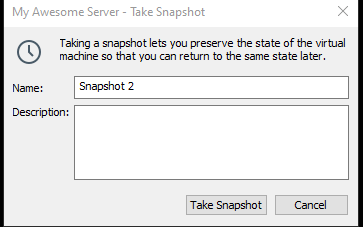 My Awesome Server - Take Snapshot
Taking a snapshot lets you preserve the state of the virtual
machine so that you can return to the same state later.
Name:
Snapshot 2
Description:
Take Snapshot
Cancel